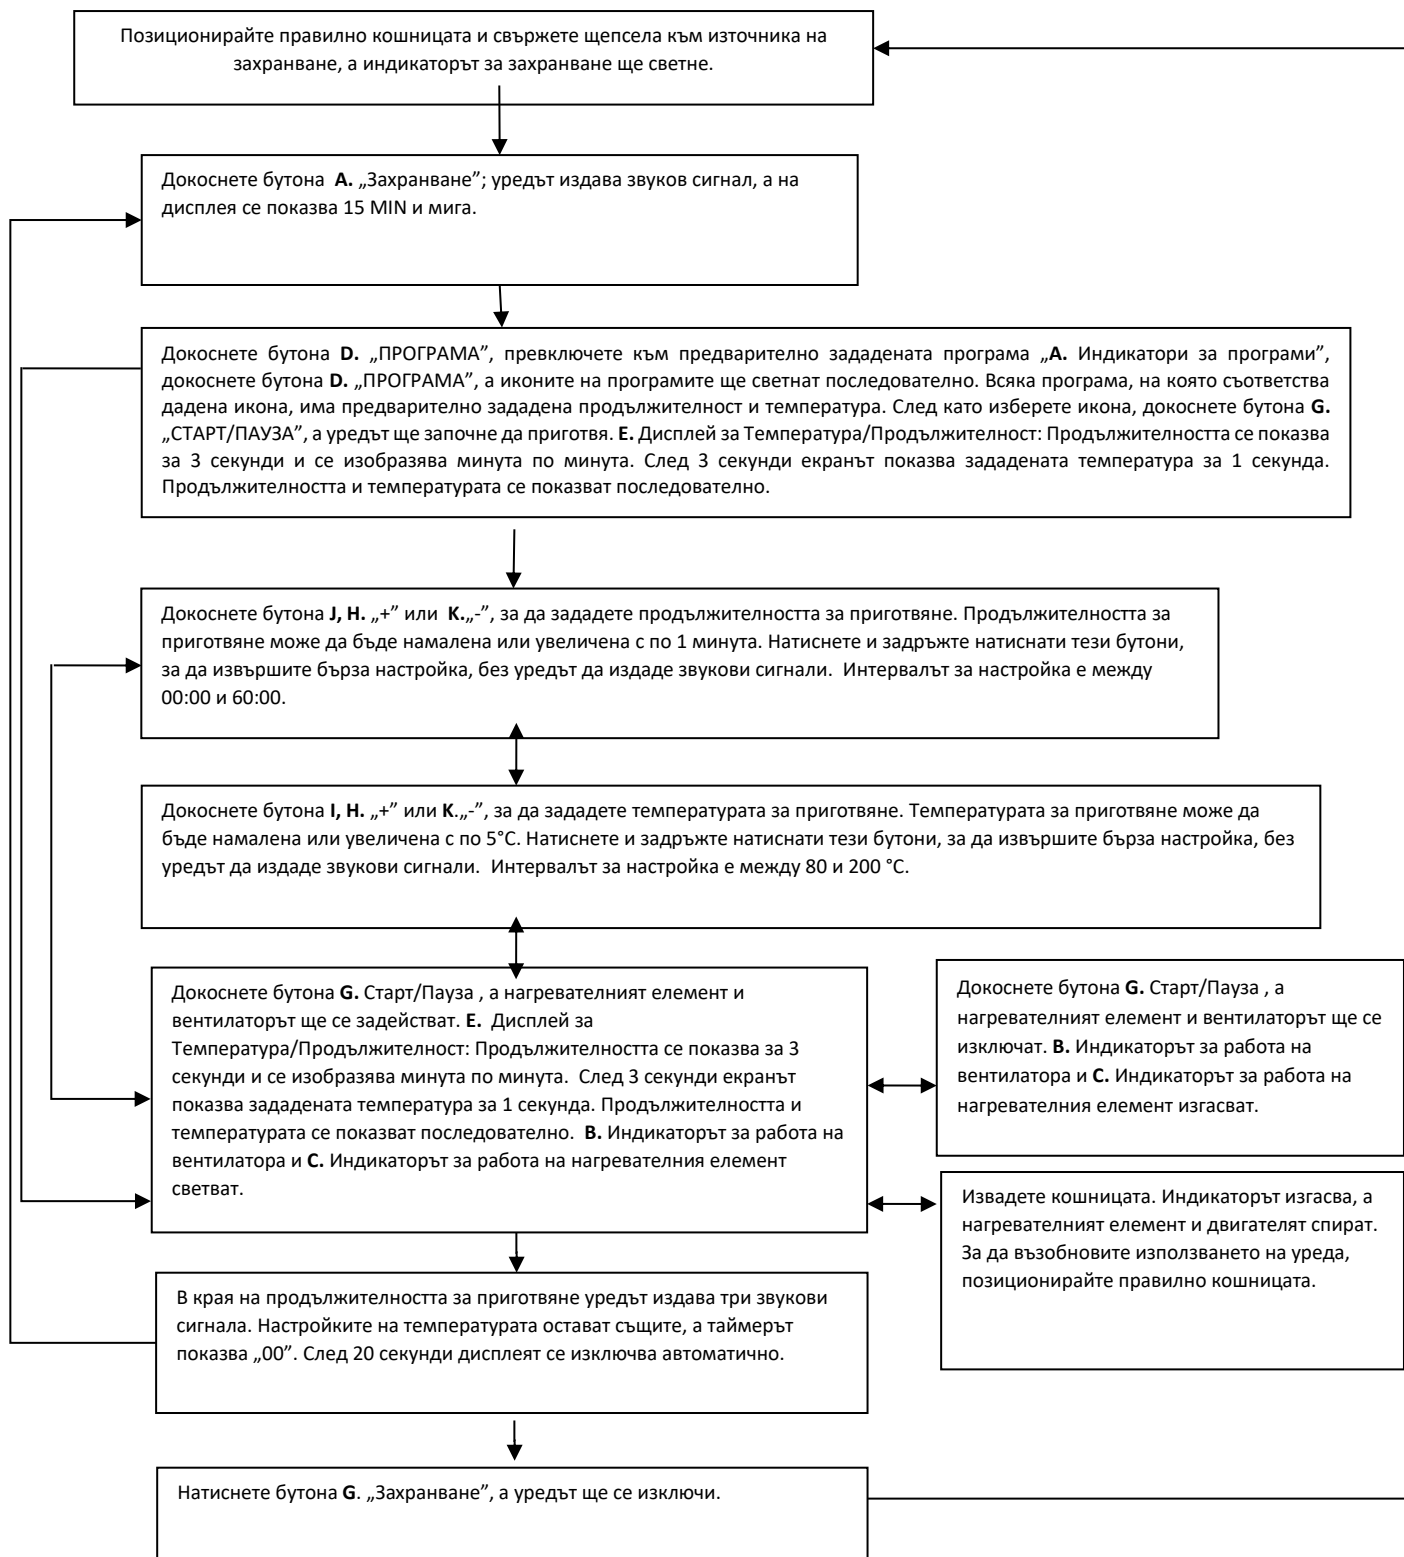 Позиционирайте правилно кошницата и свържете щепсела към източника на
захранване, а индикаторът за захранване ще светне.
Докоснете бутона A. „Захранване”; уредът издава звуков сигнал, а на
дисплея се показва 15 MIN и мига.
Докоснете бутона D. „ПРОГРАМА”, превключете към предварително зададената програма „A. Индикатори за програми”,
докоснете бутона D. „ПРОГРАМА”, а иконите на програмите ще светнат последователно. Всяка програма, на която съответства
дадена икона, има предварително зададена продължителност и температура. След като изберете икона, докоснете бутона G.
„СТАРТ/ПАУЗА”, а уредът ще започне да приготвя. E. Дисплей за Температура/Продължителност: Продължителността се показва
за 3 секунди и се изобразява минута по минута. След 3 секунди екранът показва зададената температура за 1 секунда.
Продължителността и температурата се показват последователно.
Докоснете бутона J, H. „+” или K.„-”, за да зададете продължителността за приготвяне. Продължителността за
приготвяне може да бъде намалена или увеличена с по 1 минута. Натиснете и задръжте натиснати тези бутони,
за да извършите бърза настройка, без уредът да издаде звукови сигнали. Интервалът за настройка е между
00:00 и 60:00.
Докоснете бутона I, H. „+” или K.„-”, за да зададете температурата за приготвяне. Температурата за приготвяне може да
бъде намалена или увеличена с по 5°C. Натиснете и задръжте натиснати тези бутони, за да извършите бърза настройка, без
уредът да издаде звукови сигнали. Интервалът за настройка е между 80 и 200 °C.
Докоснете бутона G. Старт/Пауза , а нагревателният елемент и
вентилаторът ще се задействат. E. Дисплей за
Температура/Продължителност: Продължителността се показва за 3
секунди и се изобразява минута по минута. След 3 секунди екранът
показва зададената температура за 1 секунда. Продължителността и
температурата се показват последователно. B. Индикаторът за работа на
вентилатора и C. Индикаторът за работа на нагревателния елемент
светват.
Докоснете бутона G. Старт/Пауза , а
нагревателният елемент и вентилаторът ще се
изключат. B. Индикаторът за работа на
вентилатора и C. Индикаторът за работа на
нагревателния елемент изгасват.
Извадете кошницата. Индикаторът изгасва, а
нагревателният елемент и двигателят спират.
За да възобновите използването на уреда,
позиционирайте правилно кошницата.
В края на продължителността за приготвяне уредът издава три звукови
сигнала. Настройките на температурата остават същите, а таймерът
показва „00”. След 20 секунди дисплеят се изключва автоматично.
Натиснете бутона G. „Захранване”, а уредът ще се изключи.